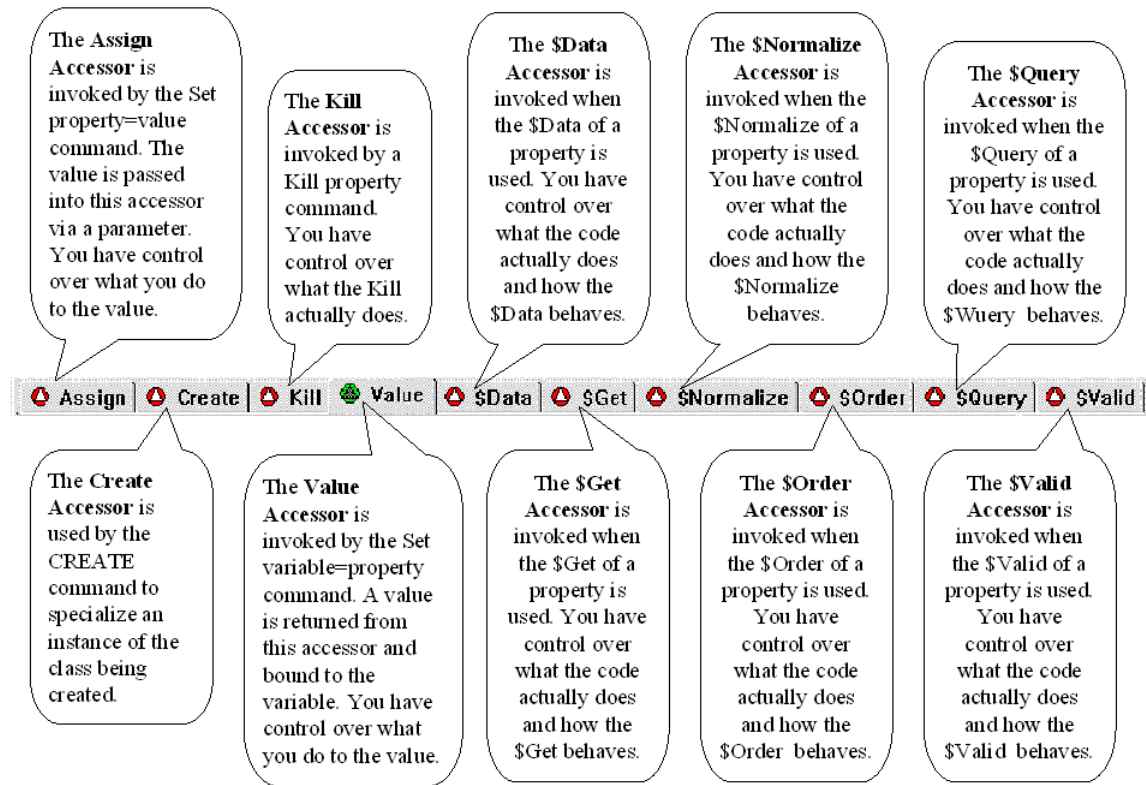 The Assign
Accessor is
invoked by the Set
property=value
command. The
value is passed
into this accessor
via a parameter.
You have control
over what you do
to the value.
The Kill
Accessor is
invoked by a
Kill property
command.
You have
control over
what the Kill
actually does.
The $Data
Accessor is
invoked when
the $Data of a
property is
used. You have
control over
what the code
actually does
and how the
$Data behaves.
The $Normalize
Accessor is
invoked when the
$Normalize of a
property is used.
You have control
over what the
code actually
does and how the
$Normalize
behaves.
The $Query
Accessor is
invoked when the
$Query of a
property is used.
You have control
over what the
code actually
does and how the
$Wuery behaves.
Assign Create Kill Value $Data $Get $Normalize $Order $Query $Valid
The Create
Accessor is
used by the
CREATE
command to
specialize an
instance of the
class being
created.
The Value
Accessor is
invoked by the Set
variable=property
command. A value
is returned from
this accessor and
bound to the
variable. You have
control over what
you do to the value.
The $Get
Accessor is
invoked when
the $Get of a
property is
used. You have
control over
what the code
actually does
and how the
$Get behaves.
The $Order
Accessor is
invoked when
the $Order of a
property is used.
You have
control over
what the code
actually does
and how the
$Order behaves.
The $Valid
Accessor is
invoked when
the $Valid of a
property is used.
You have
control over
what the code
actually does
and how the
$Valid behaves.